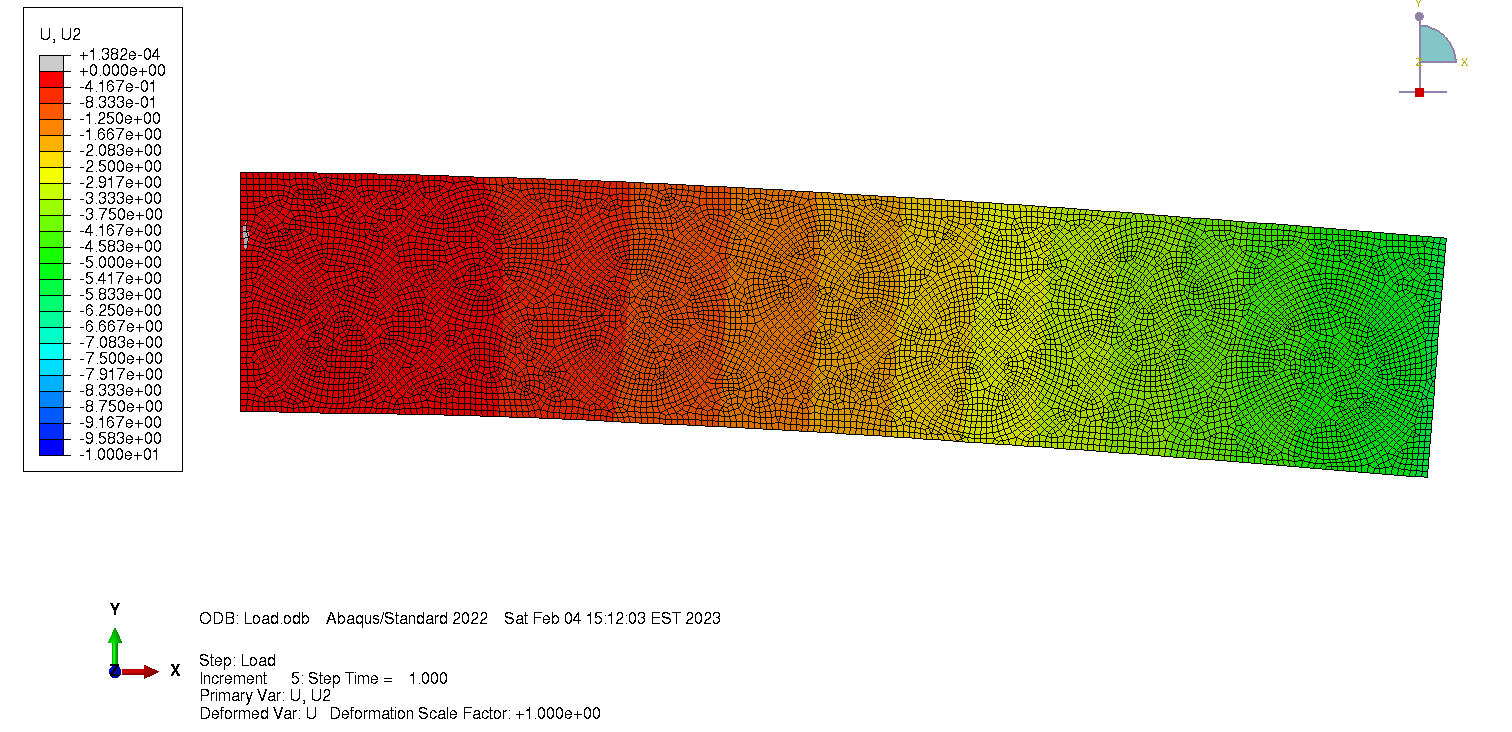 U, U2
+1.382e-04
+0.000e+00
-4.167e-01
-8.333e-01
-1.250e+00
-1.667e+00
-2.083e+00
-2.500e+00
-2.917e+00
-3.333e+00
-3.750e+00
-4.167e+00
-4.583e+00
-5.000e+00
-5.417e+00
-5.833e+00
-6.250e+00
-6.667e+00
-7.083e+00
-7.500e+00
-7.917e+00
-8.333e+00
-8.750e+00
-9.167e+00
-9.583e+00
-1.000e+01
Y
Z X
Y
Z X
ODB: Load.odb Abaqus/Standard 2022 Sat Feb 04 15:12:03 EST 2023
Step: Load
Increment 5: Step Time = 1.000
Primary Var: U, U2
Deformed Var: U Deformation Scale Factor: +1.000e+00